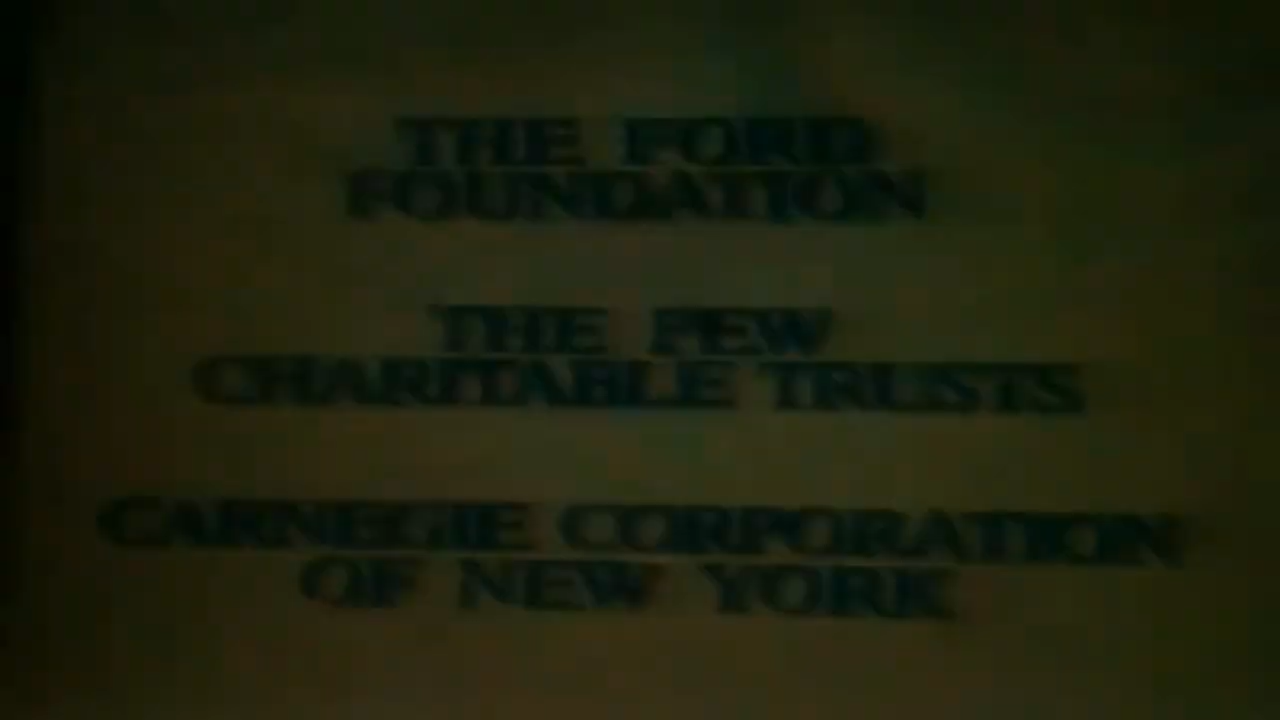 THE FORD
FOUNDATION
THE PEW
CHARITABLE TRUSTS
CARNEGIE CORPORATION
OF NEW YORK